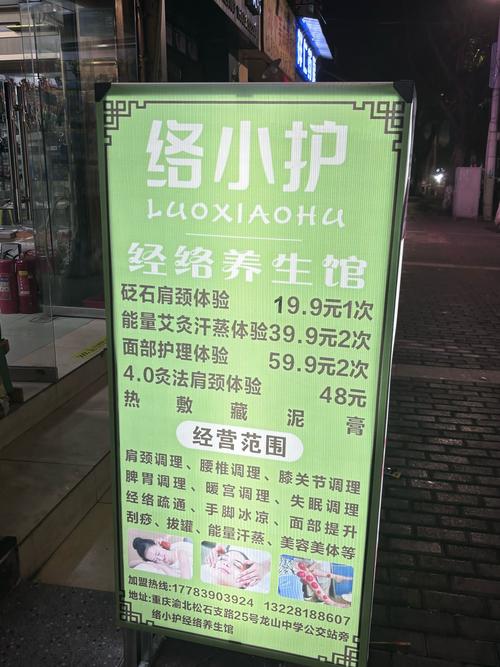 络小护
LUOXIAOHU
经络养生馆
砭石肩颈体验 19.9元1次
能量艾灸汗蒸体验39.9元2次
面部护理体验 59.9元2次
4.0灸法肩颈体验 48元
热敷藏泥膏
经营范围
肩颈调理、腰椎调理、膝关节调理
脾胃调理、暖宫调理、失眠调理
经络疏通、手脚冰凉、面部提升
刮痧、拔罐、能量汗蒸、美容美体等
加盟热线:17783903924 13228188607
地址:重庆渝北松石支路25号龙山中学公交站旁
络小护经络养生馆